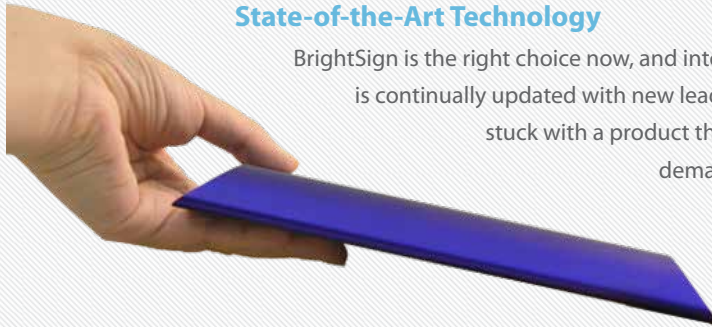 State-of-the-Art Technology
BrightSign is the right choice now, and
is continually updated with new
stuck with a product